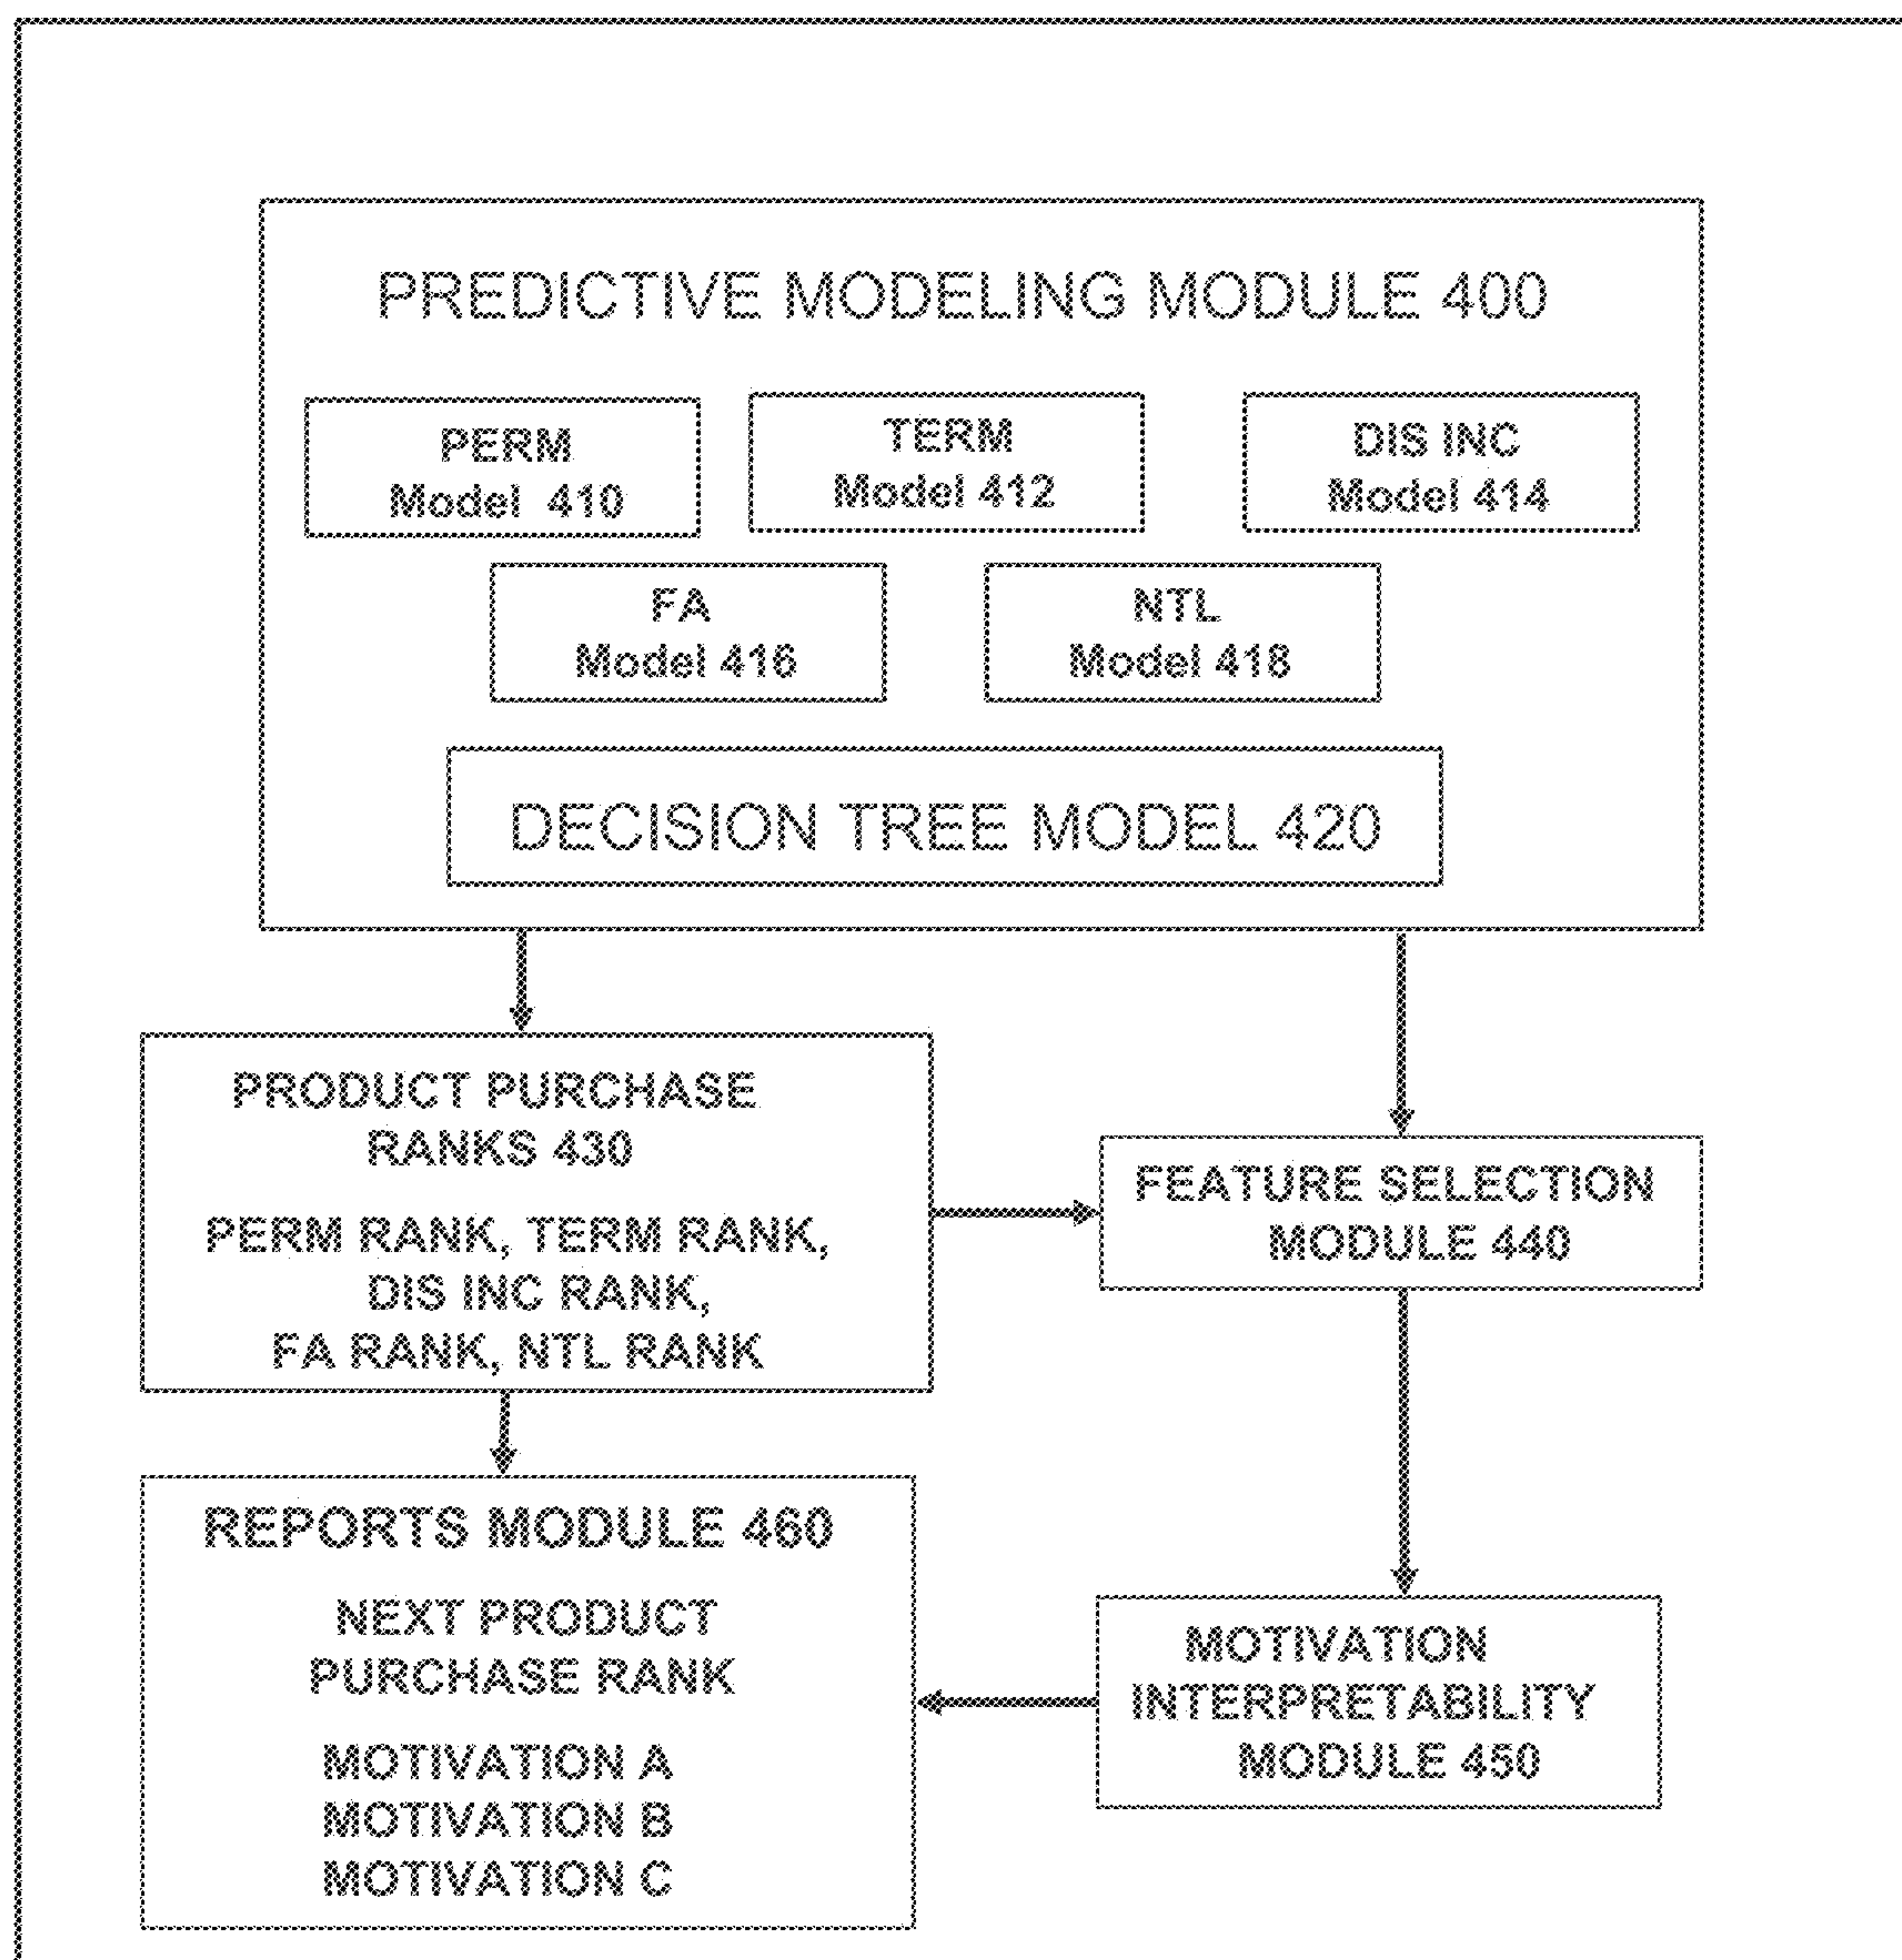 PREDICTIVE MODELING MODULE 400
PERM
Model 410
TERM
Model 412
DIS INC
Model 414
FA
Model 416
NTL
Model 418
DECISION TREE MODEL 420
PRODUCT PURCHASE
RANKS 430
PERM RANK, TERM RANK,
DIS INC RANK,
FA RANK, NTL RANK
FEATURE SELECTION
MODULE 440
REPORTS MODULE 460
NEXT PRODUCT
PURCHASE RANK
MOTIVATION A
MOTIVATION B
MOTIVATION C
MOTIVATION
INTERPRETABILITY
MODULE 450